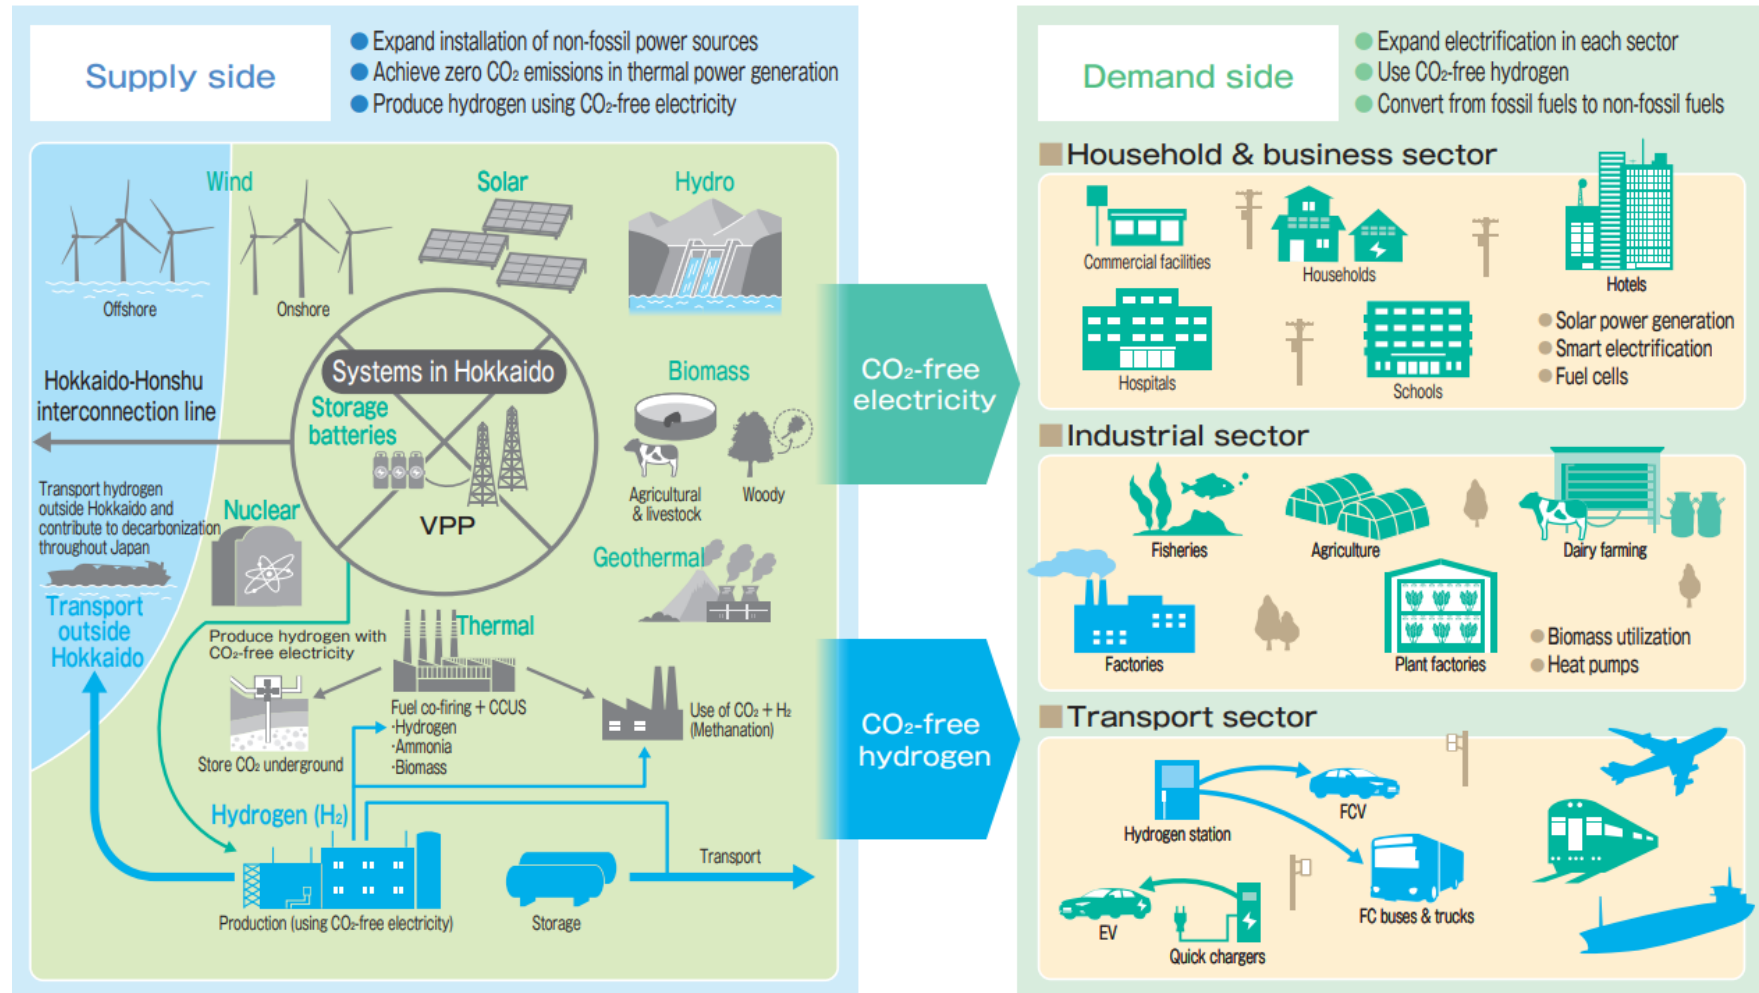 Supply side
● Expand installation of non-fossil power sources
● Achieve zero CO₂ emissions in thermal power generation
● Produce hydrogen using CO₂-free electricity
Wind
Solar
Hydro
Offshore
Onshore
Systems in Hokkaido
Hokkaido-Honshu
interconnection line
Storage
batteries
VPP
Biomass
Agricultural
& livestock
Woody
Transport hydrogen
outside Hokkaido and
contribute to decarbonization
throughout Japan
Nuclear
Geothermal
Transport
outside
Hokkaido
Produce hydrogen with
CO₂-free electricity
Thermal
Fuel co-firing + CCUS
·Hydrogen
·Ammonia
·Biomass
Use of CO₂ + H₂
(Methanation)
Store CO₂ underground
Hydrogen (H₂)
Production (using CO₂-free electricity)
Storage
Transport
CO₂-free
electricity
CO₂-free
hydrogen
Demand side
● Expand electrification in each sector
● Use CO₂-free hydrogen
● Convert from fossil fuels to non-fossil fuels
■Household & business sector
Commercial facilities
Households
Hotels
Hospitals
Schools
● Solar power generation
● Smart electrification
● Fuel cells
■Industrial sector
Fisheries
Agriculture
Dairy farming
Factories
Plant factories
● Biomass utilization
● Heat pumps
■Transport sector
Hydrogen station
FCV
FC buses & trucks
EV
Quick chargers